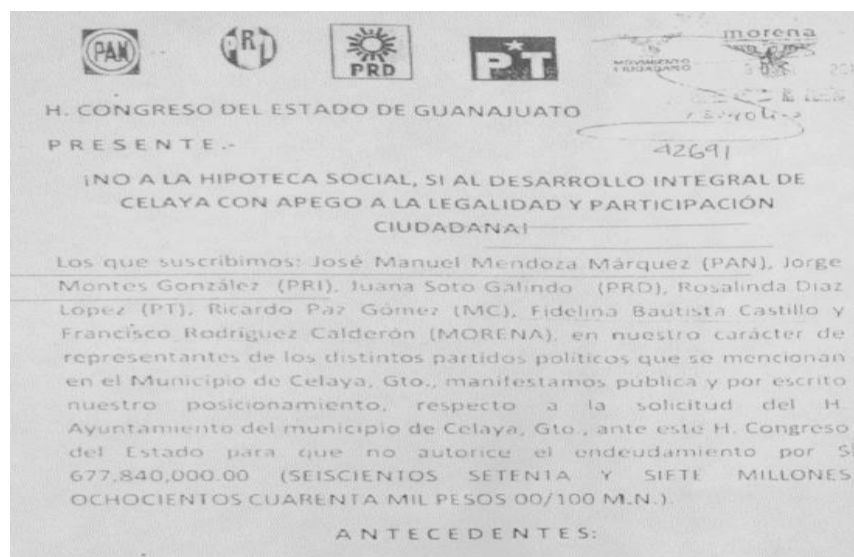 PAN PRI PRD PT MOVIMIENTO CIUDADANO morena
H. CONGRESO DEL ESTADO DE GUANAJUATO
PRESENTE.-
42691
¡NO A LA HIPOTECA SOCIAL, SI AL DESARROLLO INTEGRAL DE
CELAYA CON APEGO A LA LEGALIDAD Y PARTICIPACIÓN
CIUDADANA!
Los que suscribimos: José Manuel Mendoza Márquez (PAN), Jorge
Montes González (PRI), Juana Soto Galindo (PRD), Rosalinda Diaz
Lopez (PT), Ricardo Paz Gómez (MC), Fidelina Bautista Castillo y
Francisco Rodríguez Calderón (MORENA), en nuestro carácter de
representantes de los distintos partidos políticos que se mencionan
en el Municipio de Celaya, Gto., manifestamos pública y por escrito
nuestro posicionamiento, respecto a la solicitud del H.
Ayuntamiento del municipio de Celaya, Gto., ante este H. Congreso
del Estado para que no autorice el endeudamiento por $
677,840,000.00 (SEISCIENTOS SETENTA Y SIETE MILLONES
OCHOCIENTOS CUARENTA MIL PESOS 00/100 M.N.).
ANTECEDENTES: